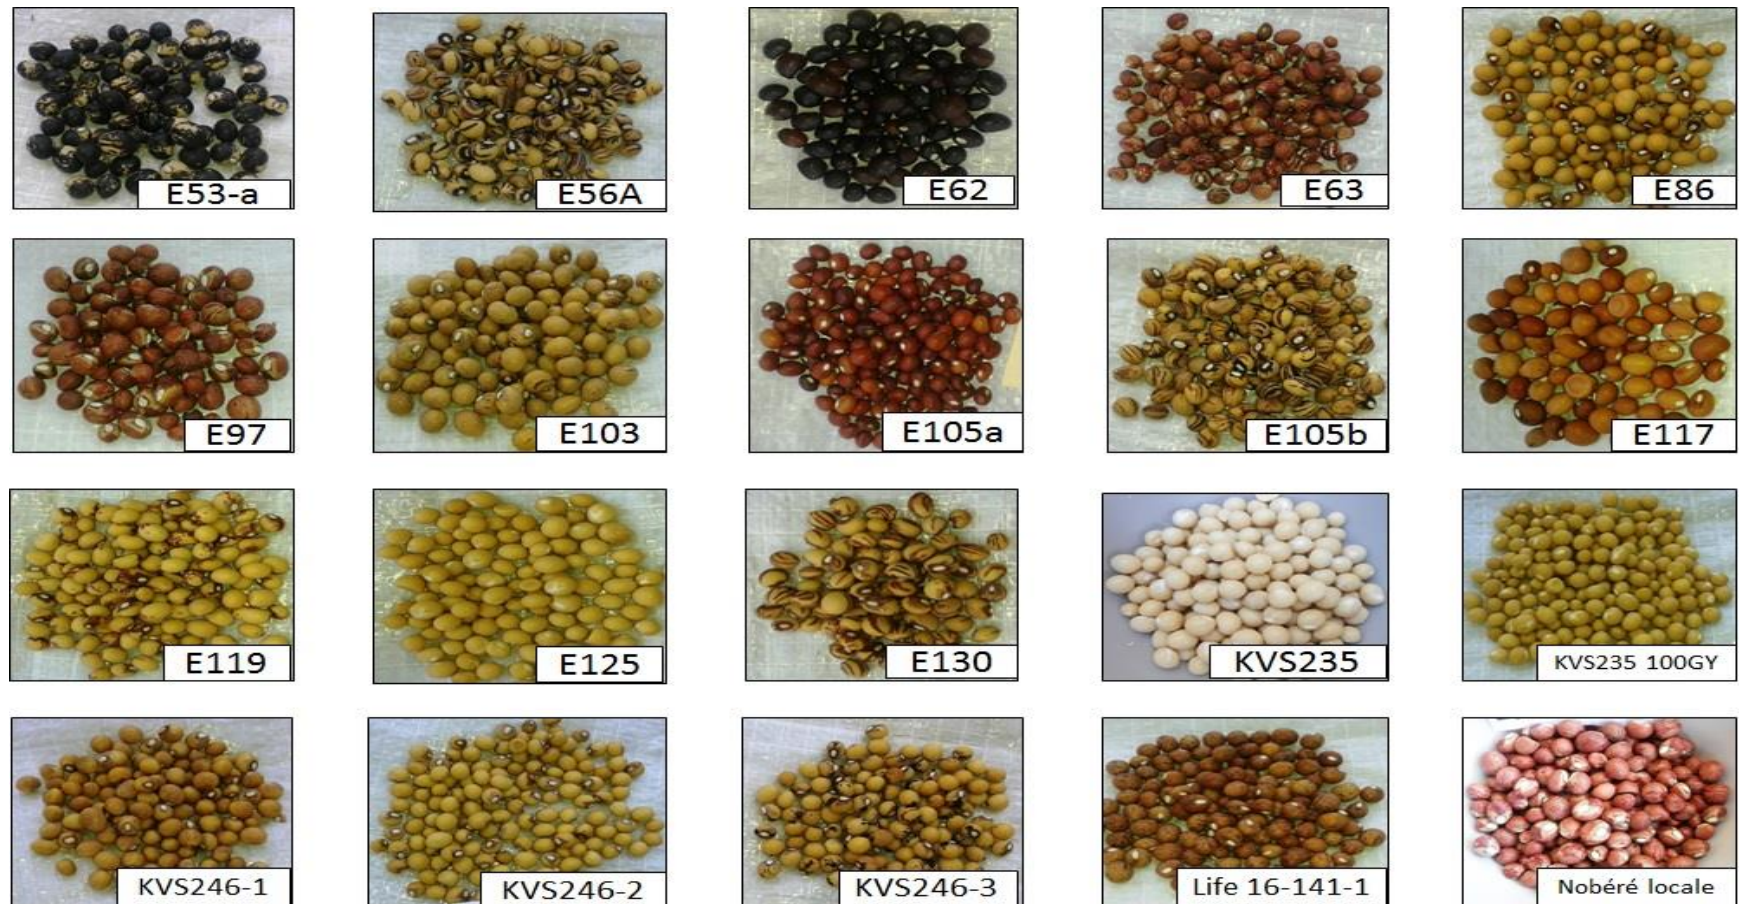 E53-a
E56A
E62
E63
E86
E97
E103
E105a
E105b
E117
E119
E125
E130
KVS235
KVS235 100GY
KVS246-1
KVS246-2
KVS246-3
Life 16-141-1
Nobéré locale